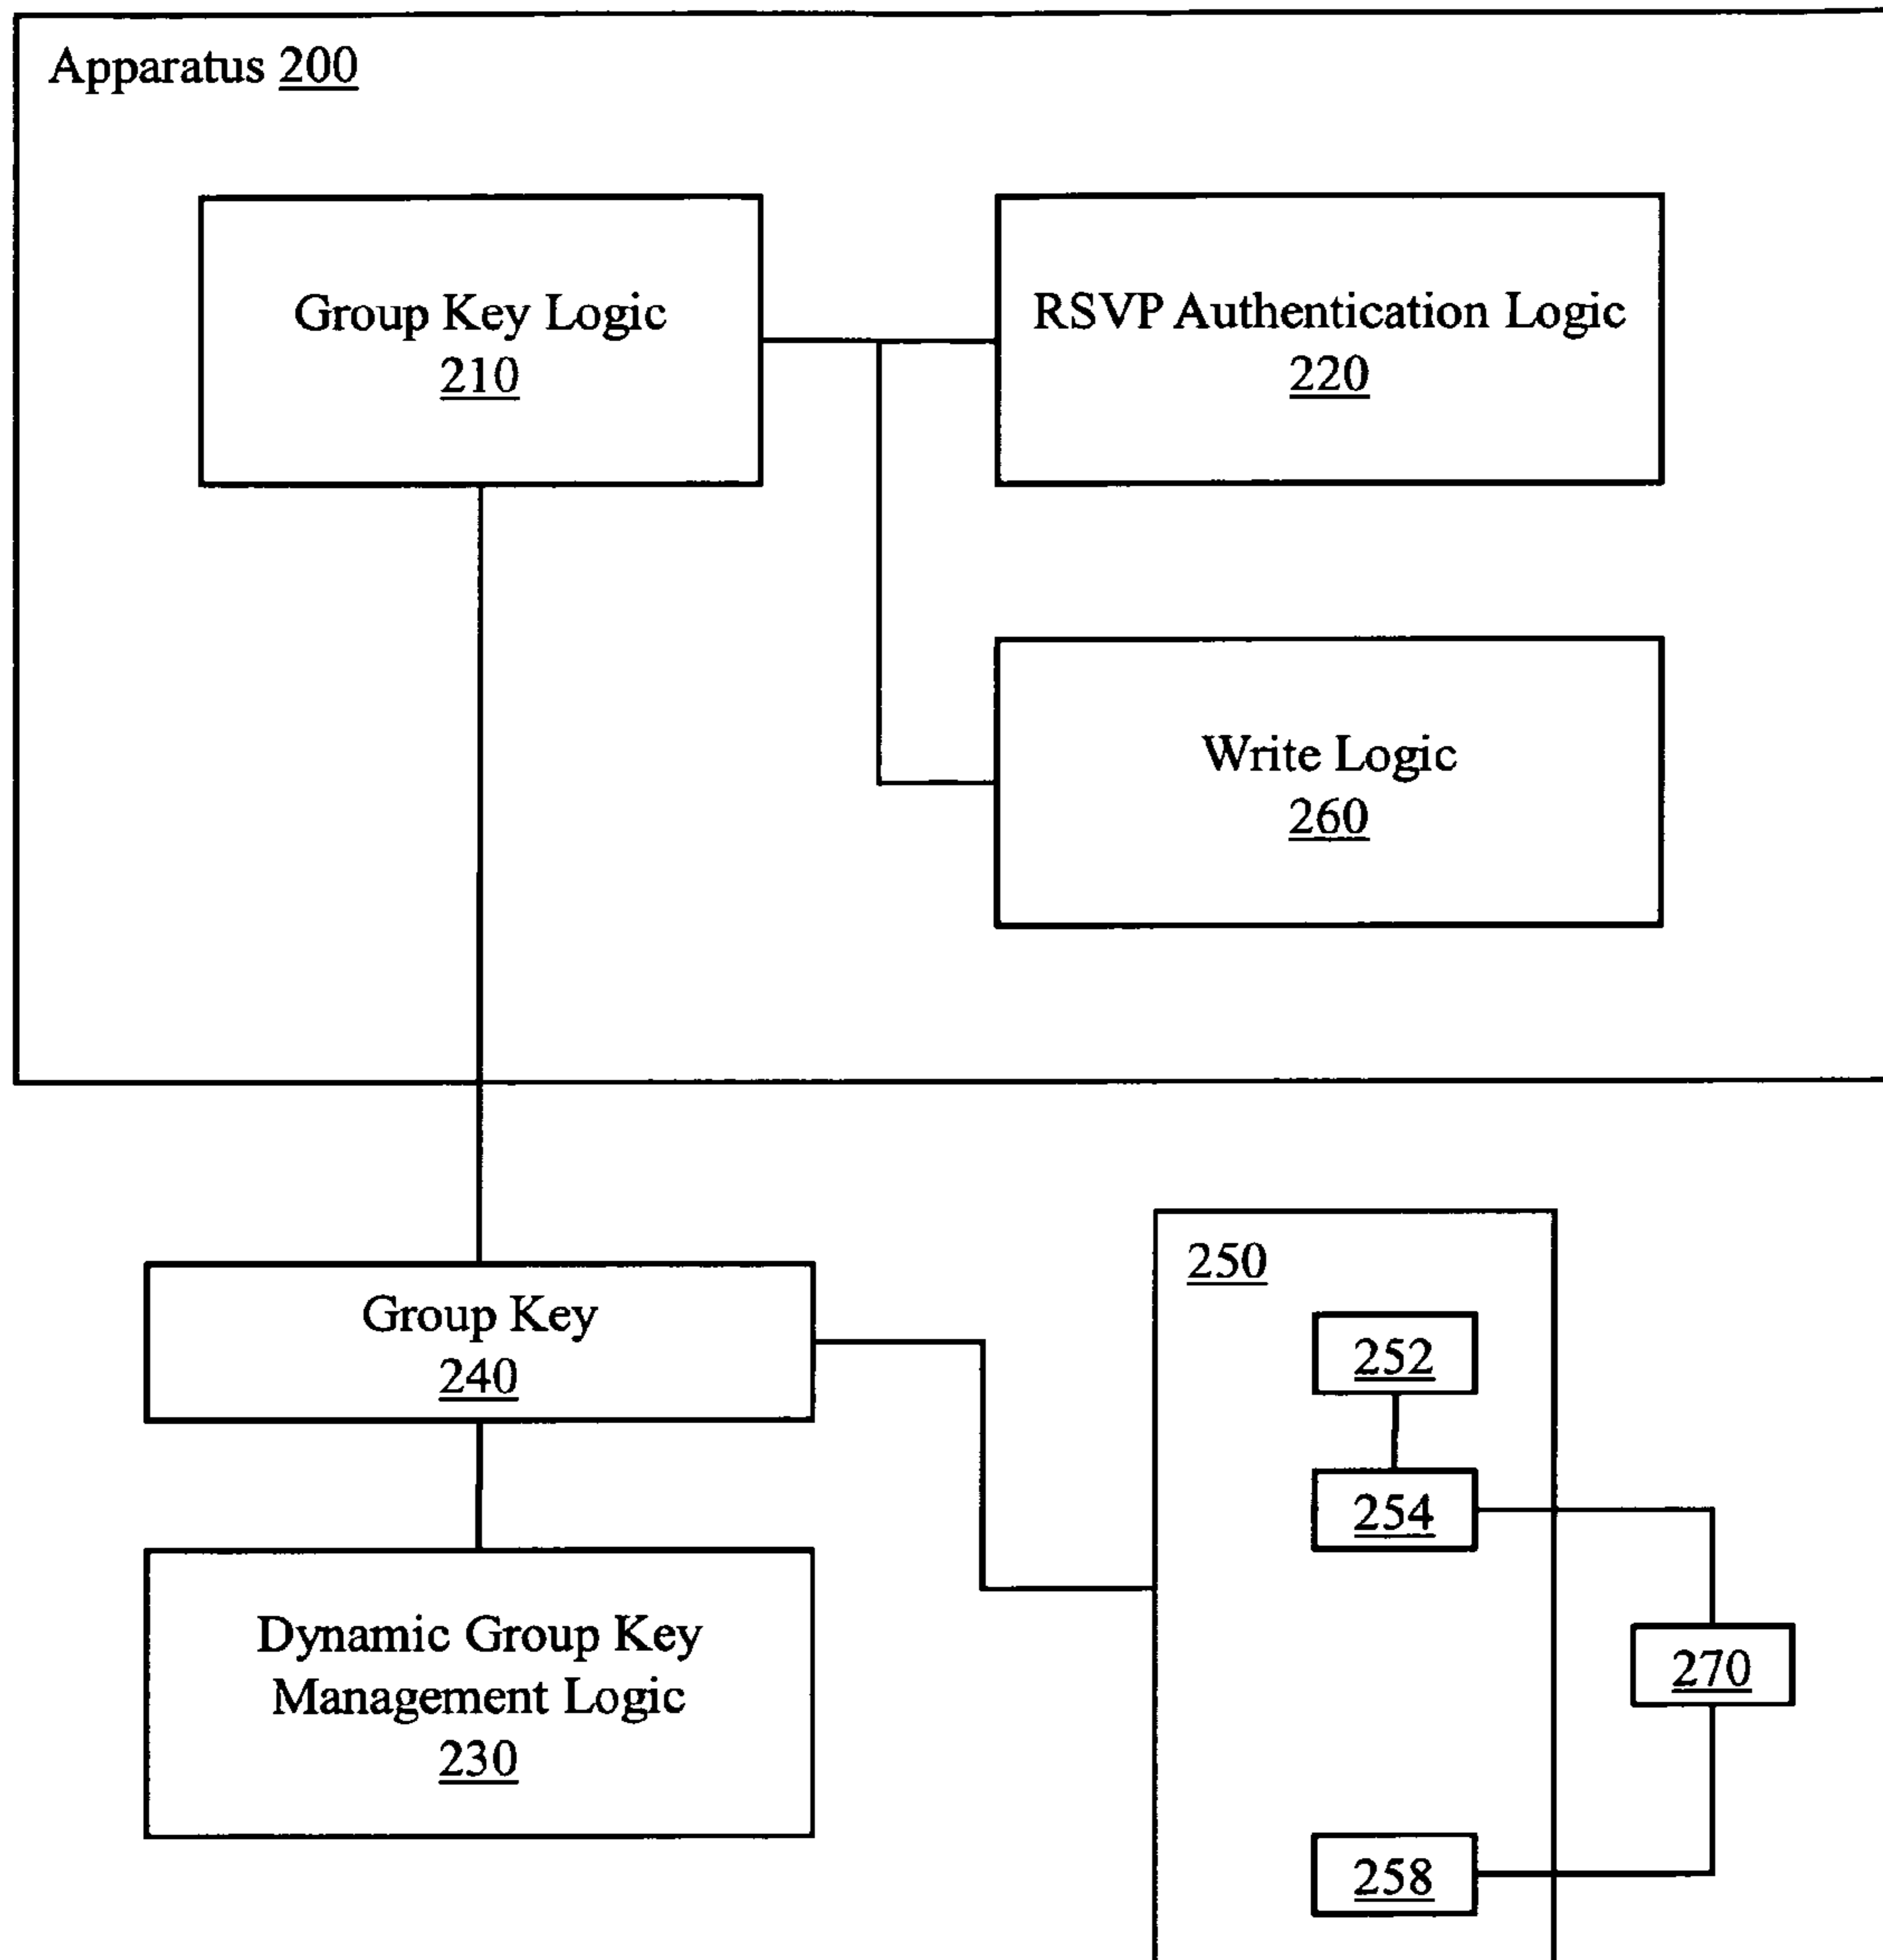 Apparatus 200
Group Key Logic
210
RSVP Authentication Logic
220
Write Logic
260
Group Key
240
Dynamic Group Key
Management Logic
230
250
252
254
270
258